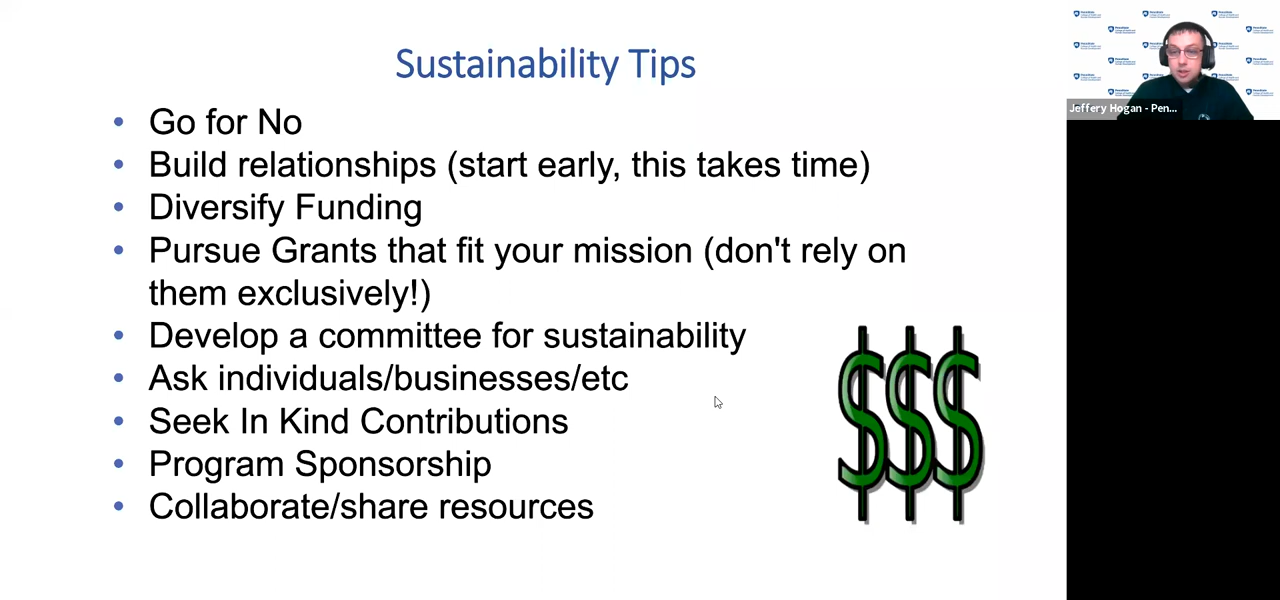 Sustainability Tips
• Go for No
• Build relationships (start early, this takes time)
• Diversify Funding
• Pursue Grants that fit your mission (don't rely on
them exclusively!)
• Develop a committee for sustainability
• Ask individuals/businesses/etc
• Seek In Kind Contributions
• Program Sponsorship
• Collaborate/share resources
$$$
Jeffery Hogan - Pen...